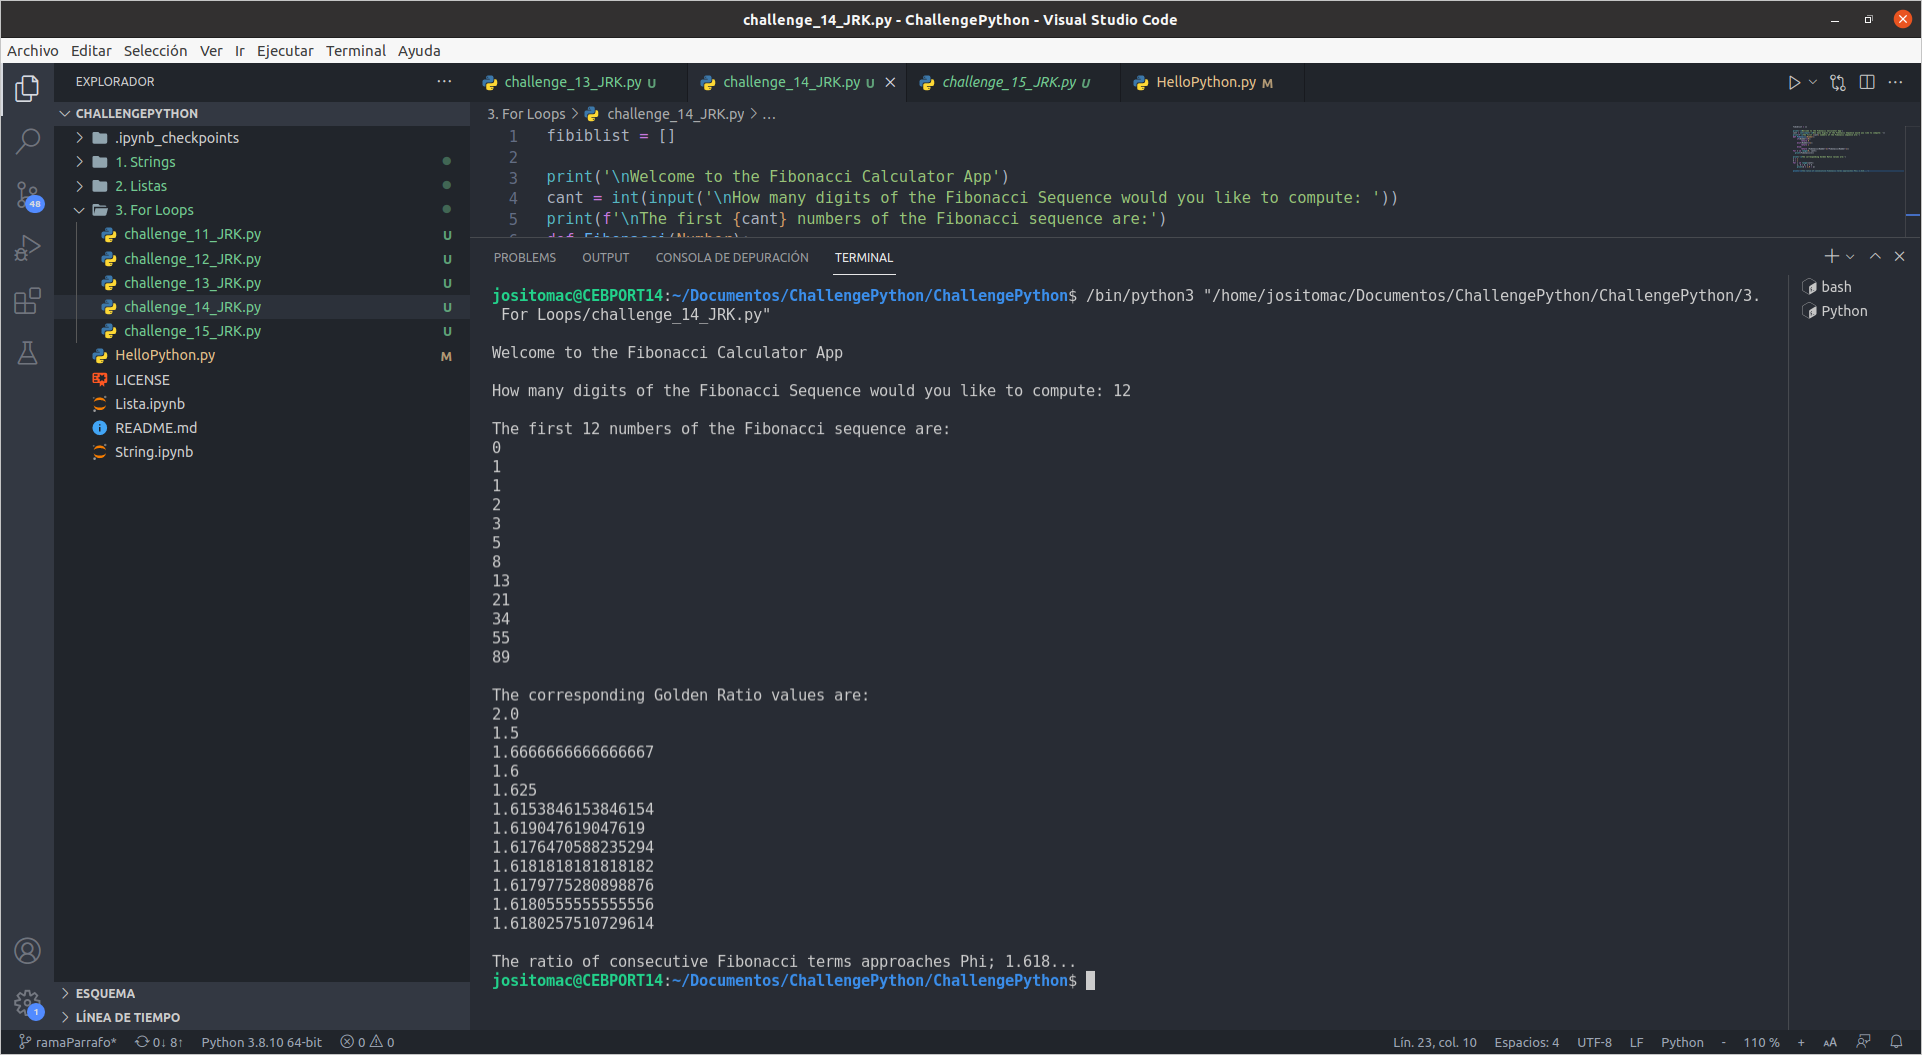 challenge_14_JRK.py - ChallengePython - Visual Studio Code
Archivo Editar Selección Ver Ir Ejecutar Terminal Ayuda
EXPLORADOR
CHALLENGEPYTHON
.ipynb_checkpoints
1. Strings
2. Listas
3. For Loops
challenge_11_JRK.py U
challenge_12_JRK.py U
challenge_13_JRK.py U
challenge_14_JRK.py U
challenge_15_JRK.py U
HelloPython.py M
LICENSE
Lista.ipynb
README.md
String.ipynb
48
1
ESQUEMA
LÍNEA DE TIEMPO
challenge_13_JRK.py U challenge_14_JRK.py U challenge_15_JRK.py U HelloPython.py M
3. For Loops > challenge_14_JRK.py > ...
1 fibiblist = []
2
3 print('\nWelcome to the Fibonacci Calculator App')
4 cant = int(input('\nHow many digits of the Fibonacci Sequence would you like to compute: '))
5 print(f'\nThe first {cant} numbers of the Fibonacci sequence are:')
6 def Fibonacci(Number):
PROBLEMS OUTPUT CONSOLA DE DEPURACIÓN TERMINAL
jositomac@CEBPORT14:~/Documentos/ChallengePython/ChallengePython$ /bin/python3 "/home/jositomac/Documentos/ChallengePython/ChallengePython/3.
For Loops/challenge_14_JRK.py"
Welcome to the Fibonacci Calculator App
How many digits of the Fibonacci Sequence would you like to compute: 12
The first 12 numbers of the Fibonacci sequence are:
0
1
1
2
3
5
8
13
21
34
55
89
The corresponding Golden Ratio values are:
2.0
1.5
1.6666666666666667
1.6
1.625
1.6153846153846154
1.619047619047619
1.6176470588235294
1.6181818181818182
1.6179775280898876
1.6180555555555556
1.6180257510729614
The ratio of consecutive Fibonacci terms approaches Phi; 1.618...
jositomac@CEBPORT14:~/Documentos/ChallengePython/ChallengePython$
bash
Python
ramaParrafo* 0↓ 8↑ Python 3.8.10 64-bit 0 0 Lín. 23, col. 10 Espacios: 4 UTF-8 LF Python - 110 % + AA